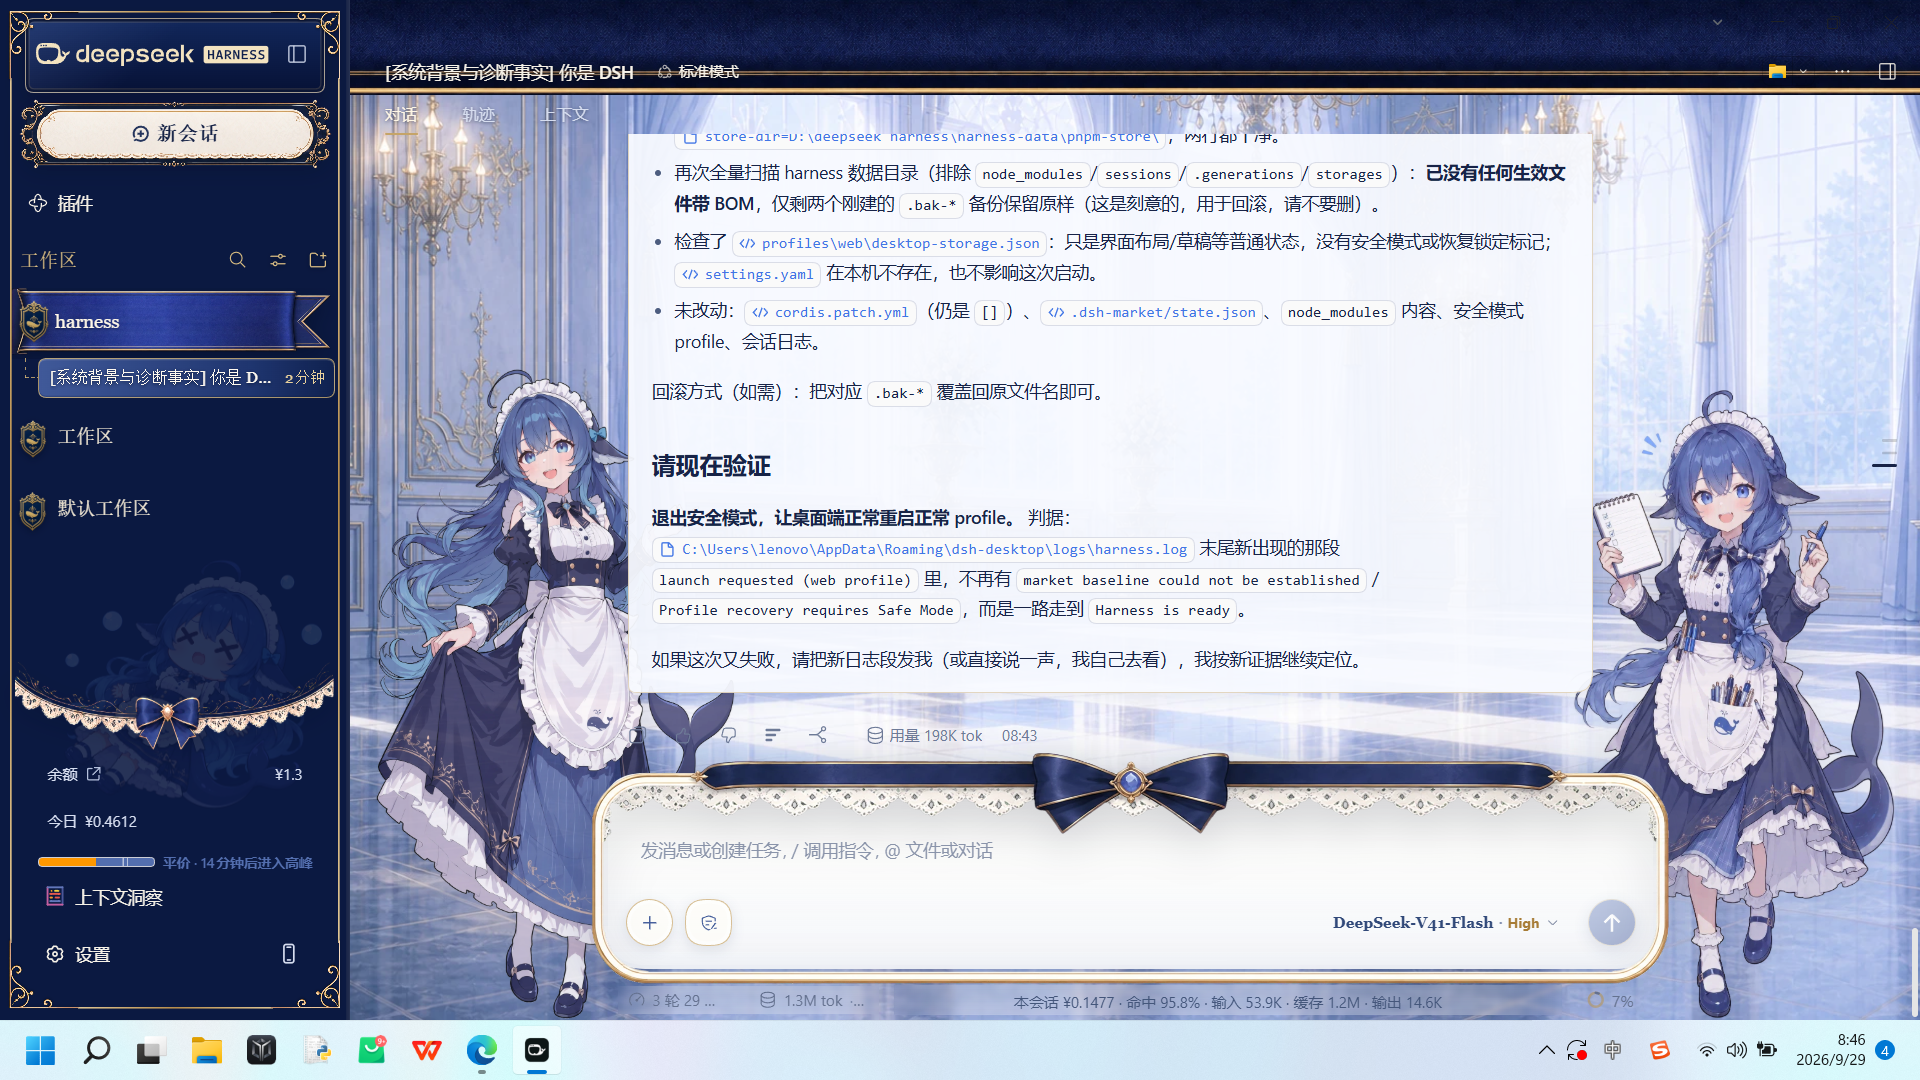 deepseek HARNESS
新会话
插件
工作区
harness
[系统背景与诊断事实] 你是 D... 2分钟
工作区
默认工作区
余额 ¥1.3
今日 ¥0.4612
平价 · 14分钟后进入高峰
上下文洞察
设置
[系统背景与诊断事实] 你是 DSH 标准模式
对话 轨迹 上下文
store-dir=D:\deepseek harness\harness-data\pnpm-store\ ，两行都干净。
再次全量扫描 harness 数据目录（排除 node_modules/sessions/.generations/storages）：已没有任何生效文
件带 BOM，仅剩两个刚建的 .bak-* 备份保留原样（这是刻意的，用于回滚，请不要删）。
检查了 </> profiles\web\desktop-storage.json：只是界面布局/草稿等普通状态，没有安全模式或恢复锁定标记；
</> settings.yaml 在本机不存在，也不影响这次启动。
未改动：</> cordis.patch.yml（仍是 []）、</> .dsh-market/state.json、node_modules 内容、安全模式
profile、会话日志。
回滚方式（如需）：把对应 .bak-* 覆盖回原文件名即可。
请现在验证
退出安全模式，让桌面端正常重启正常 profile。 判据：
C:\Users\lenovo\AppData\Roaming\dsh-desktop\logs\harness.log 末尾新出现的那段
launch requested (web profile) 里，不再有 market baseline could not be established /
Profile recovery requires Safe Mode，而是一路走到 Harness is ready。
如果这次又失败，请把新日志段发我（或直接说一声，我自己去看），我按新证据继续定位。
用量 198K tok 08:43
发消息或创建任务, / 调用指令, @ 文件或对话
DeepSeek-V41-Flash · High
3 轮 29 ... 1.3M tok ·... 本会话 ¥0.1477 · 命中 95.8% · 输入 53.9K · 缓存 1.2M · 输出 14.6K 7%
9+
中
8:46
2026/9/29
4